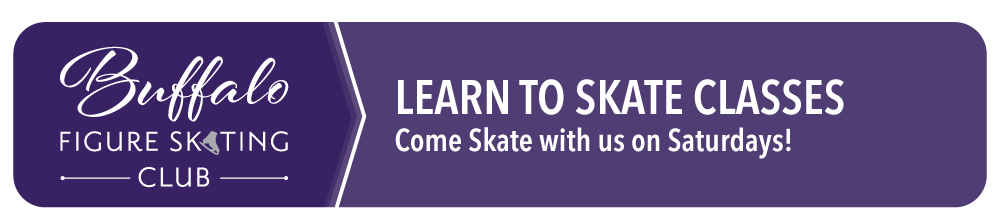 Buffalo
FIGURE SKATING
CLUB
LEARN TO SKATE CLASSES
Come Skate with us on Saturdays!